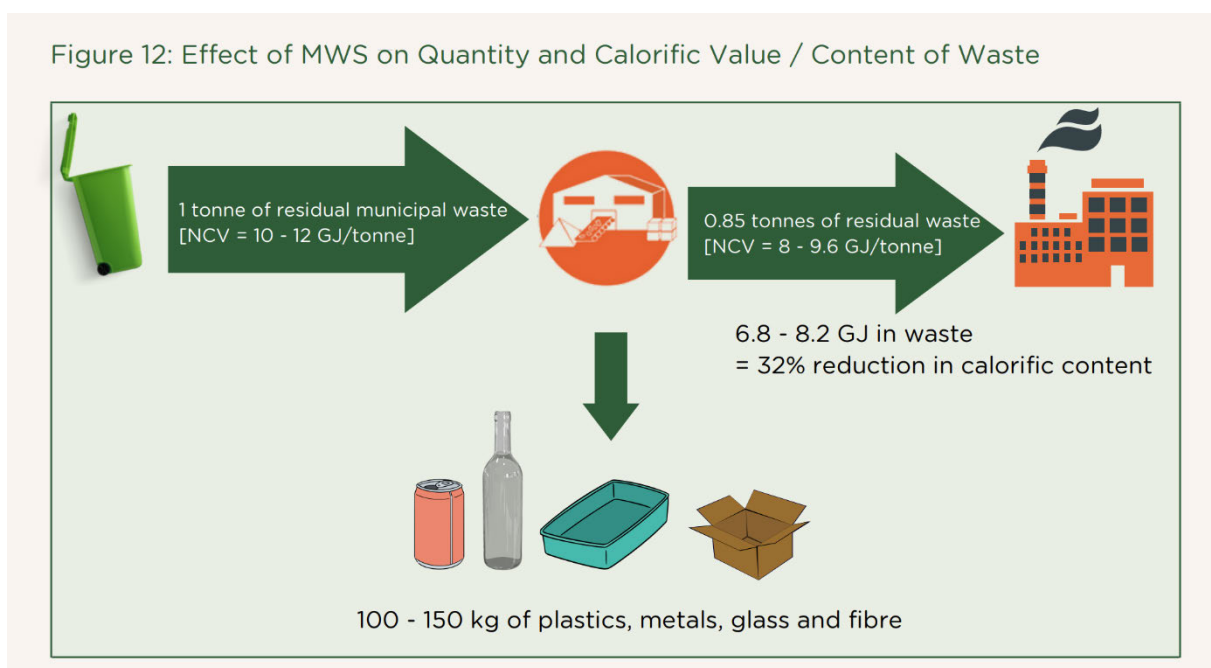 Figure 12: Effect of MWS on Quantity and Calorific Value / Content of Waste
1 tonne of residual municipal waste
[NCV = 10 - 12 GJ/tonne]
0.85 tonnes of residual waste
[NCV = 8 - 9.6 GJ/tonne]
6.8 - 8.2 GJ in waste
= 32% reduction in calorific content
100 - 150 kg of plastics, metals, glass and fibre